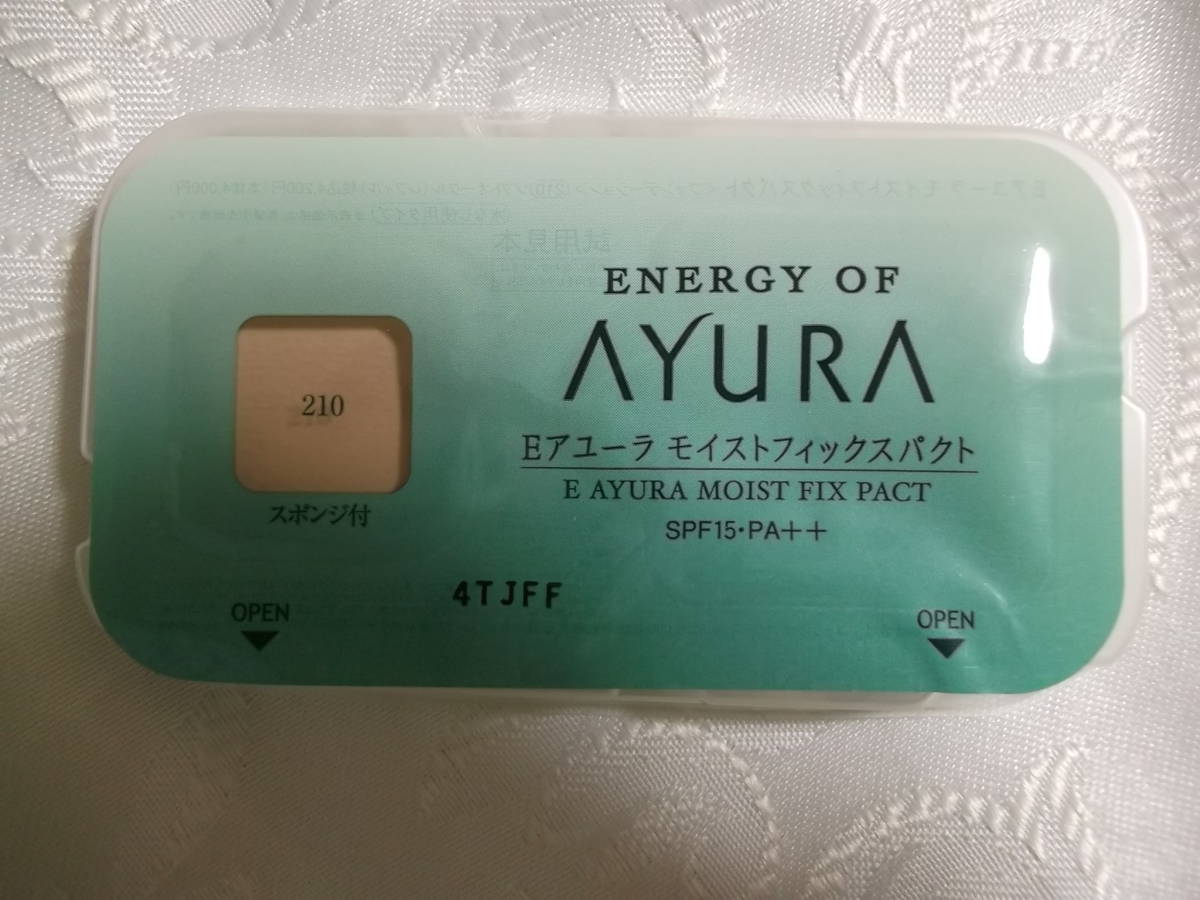 試用見本
ENERGY OF
AYURA
210
Eアユーラ モイストフィックスパクト
E AYURA MOIST FIX PACT
スポンジ付
SPF15・PA++
4TJFF
OPEN
OPEN